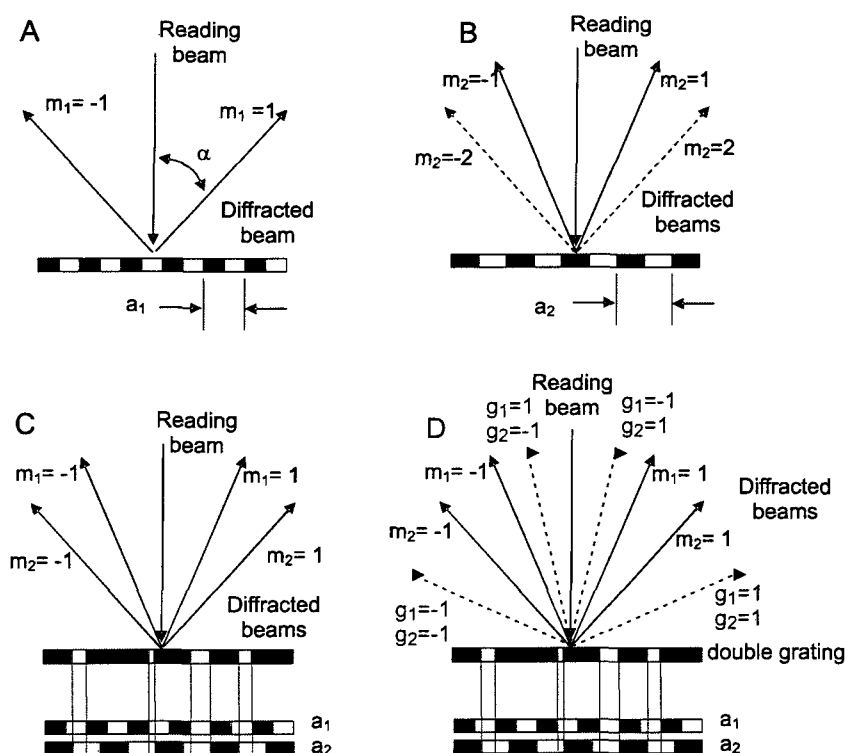 A
Reading
beam
m₁= -1
m₁ =1
α
Diffracted
beam
a₁
B
Reading
beam
m₂=-1
m₂=1
m₂=-2
m₂=2
Diffracted
beams
a₂
C
Reading
beam
m₁= -1
m₁= 1
m₂= -1
m₂= 1
Diffracted
beams
a₁
a₂
D
Reading
beam
g₁=1
g₂=-1
g₁=-1
g₂=1
m₁= -1
m₁= 1
Diffracted
beams
m₂= -1
m₂= 1
g₁=-1
g₂=-1
g₁=1
g₂=1
double grating
a₁
a₂